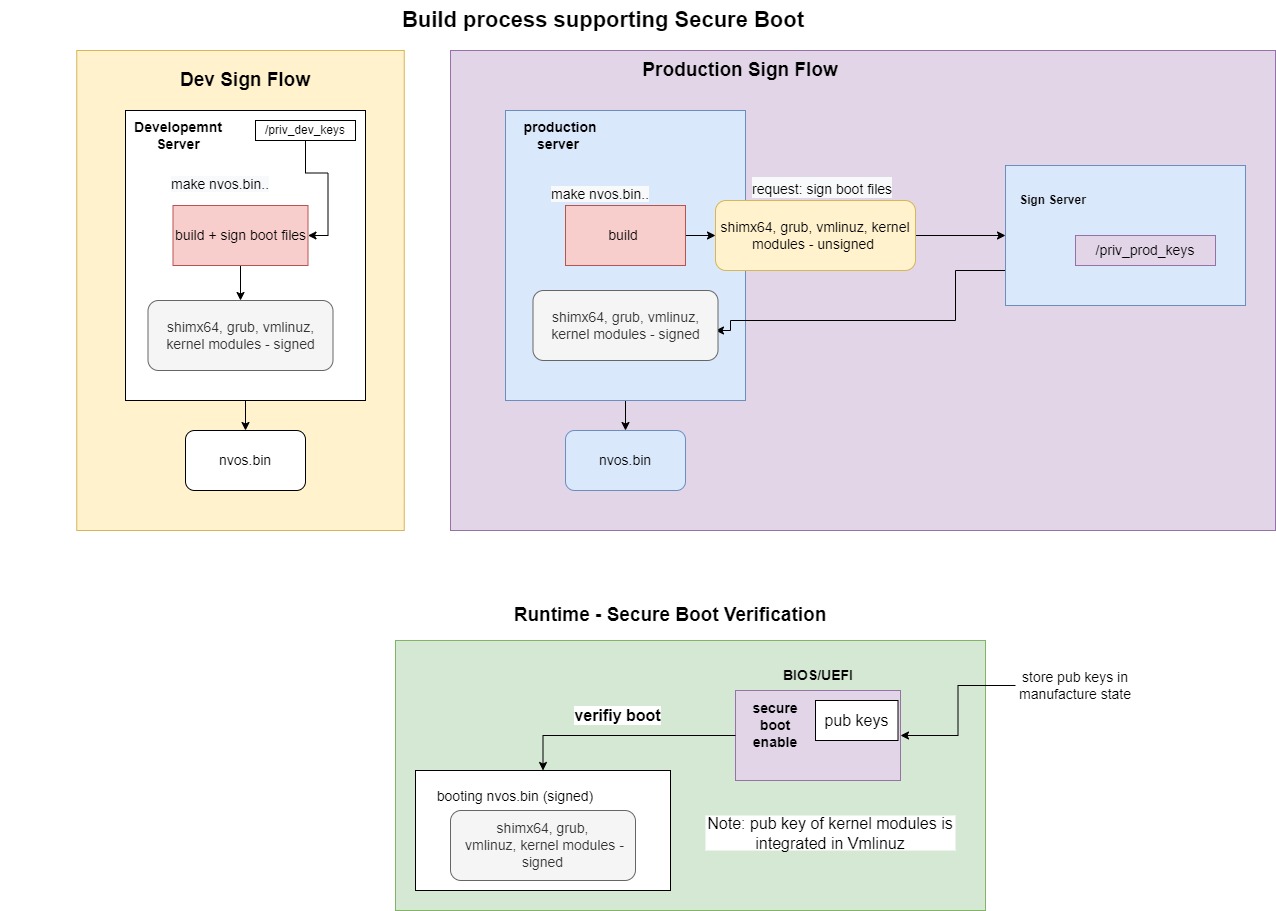 Build process supporting Secure Boot
Dev Sign Flow
Developemnt
Server
/priv_dev_keys
make nvos.bin..
build + sign boot files
shimx64, grub, vmlinuz,
kernel modules - signed
nvos.bin
Production Sign Flow
production
server
make nvos.bin..
build
request: sign boot files
shimx64, grub, vmlinuz, kernel
modules - unsigned
Sign Server
/priv_prod_keys
shimx64, grub, vmlinuz,
kernel modules - signed
nvos.bin
Runtime - Secure Boot Verification
BIOS/UEFI
secure
boot
enable
pub keys
store pub keys in
manufacture state
verifiy boot
booting nvos.bin (signed)
shimx64, grub,
vmlinuz, kernel modules -
signed
Note: pub key of kernel modules is
integrated in Vmlinuz